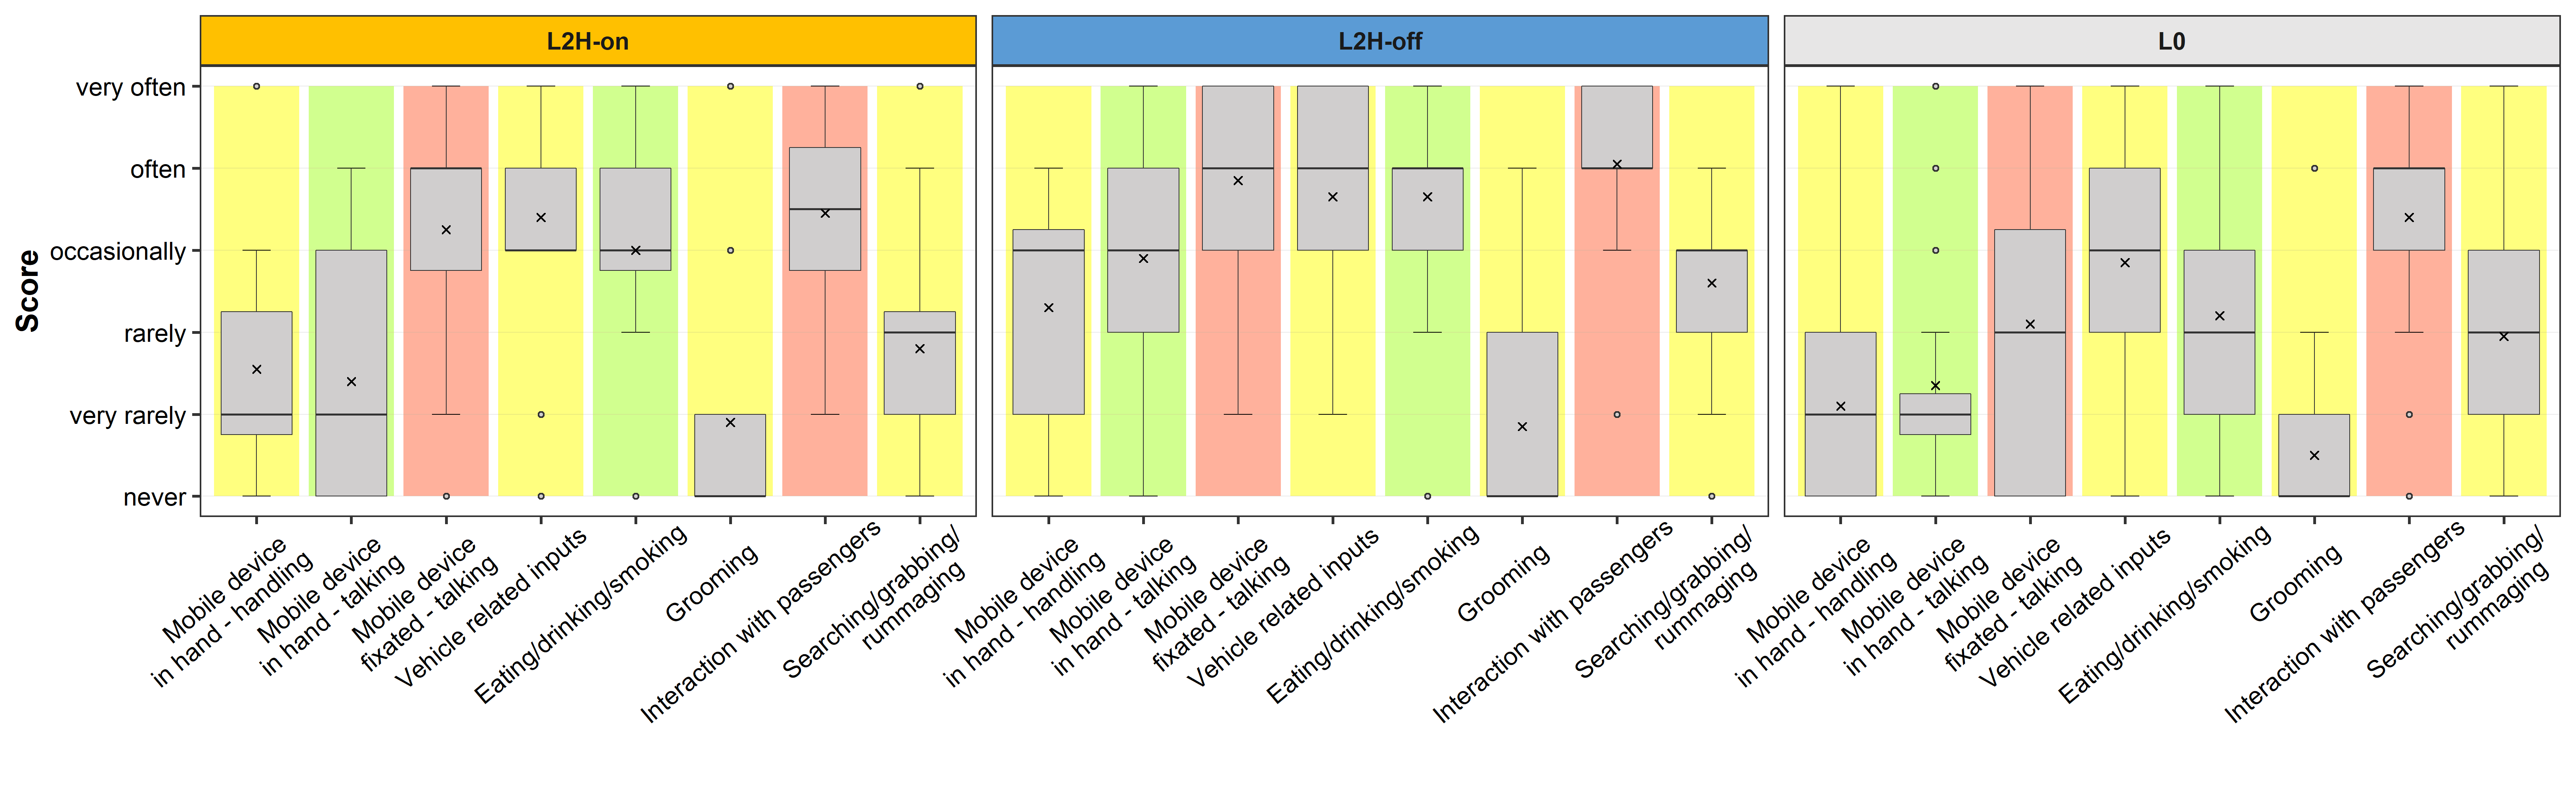 L2H-on
L2H-off
L0
Score
very often
often
occasionally
rarely
very rarely
never
Mobile device
in hand - handling
Mobile device
in hand - talking
Mobile device
fixated - talking
Vehicle related inputs
Eating/drinking/smoking
Grooming
Interaction with passengers
Searching/grabbing/
rummaging
Mobile device
in hand - handling
Mobile device
in hand - talking
Mobile device
fixated - talking
Vehicle related inputs
Eating/drinking/smoking
Grooming
Interaction with passengers
Searching/grabbing/
rummaging
Mobile device
in hand - handling
Mobile device
in hand - talking
Mobile device
fixated - talking
Vehicle related inputs
Eating/drinking/smoking
Grooming
Interaction with passengers
Searching/grabbing/
rummaging